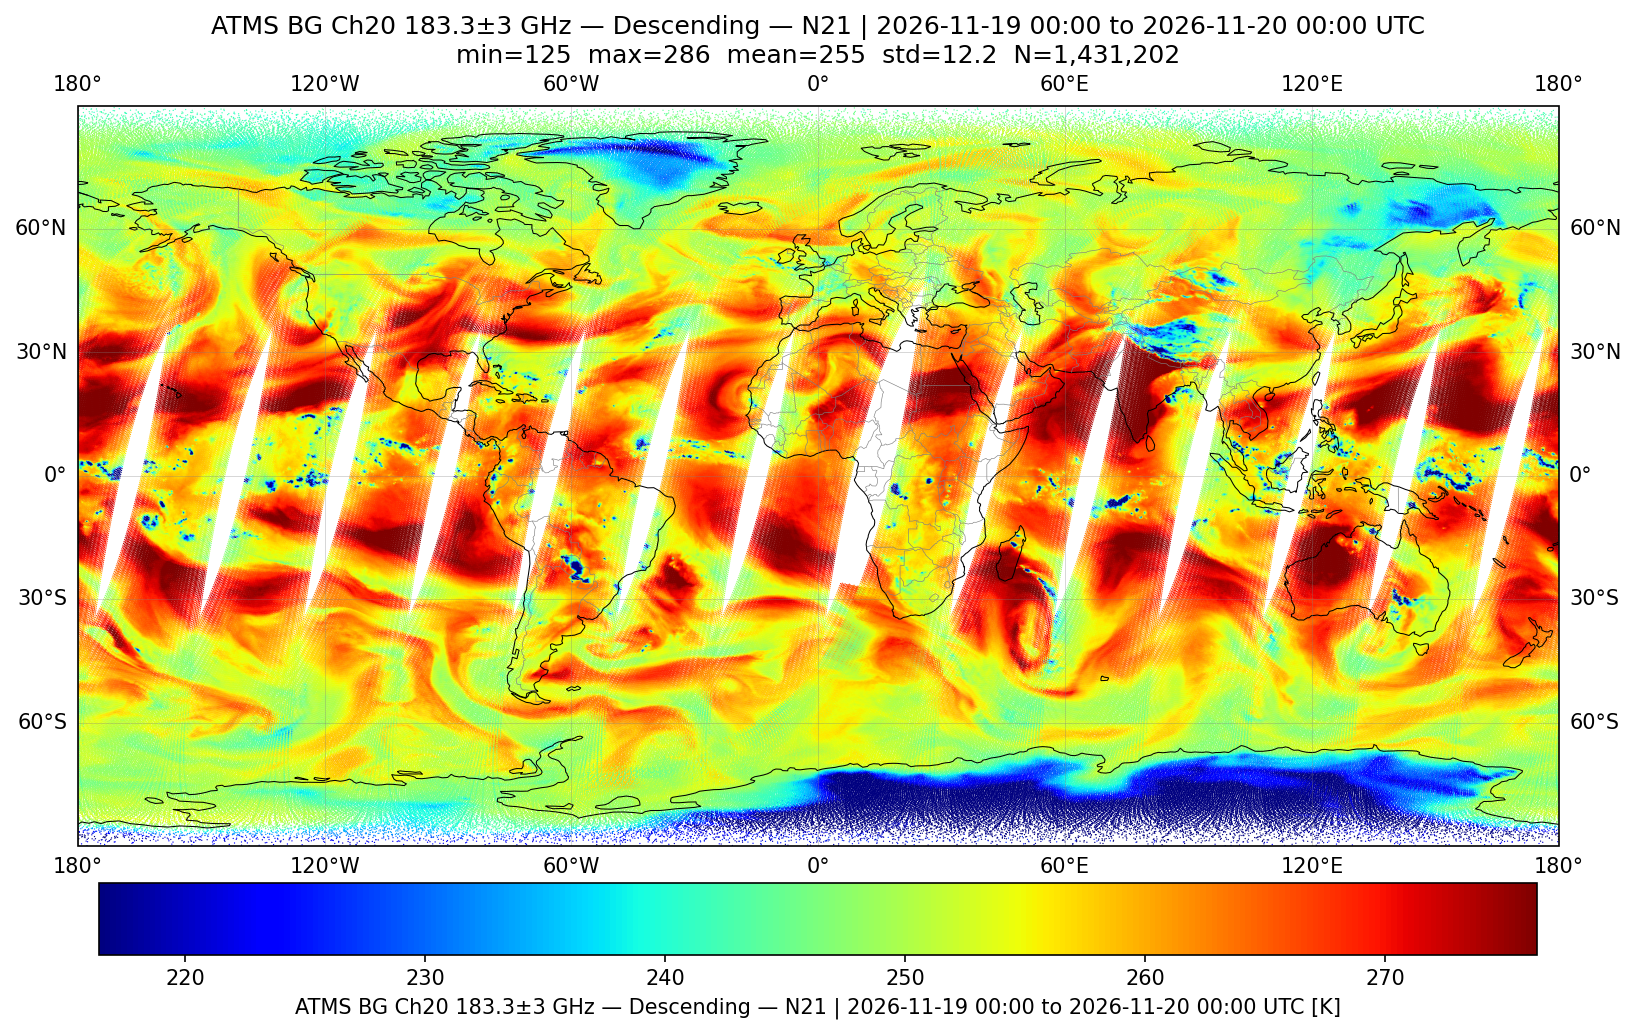 ATMS BG Ch20 183.3±3 GHz — Descending — N21 | 2026-11-19 00:00 to 2026-11-20 00:00 UTC
min=125 max=286 mean=255 std=12.2 N=1,431,202
180° 120°W 60°W 0° 60°E 120°E 180°
60°N 60°N
30°N 30°N
0° 0°
30°S 30°S
60°S 60°S
180° 120°W 60°W 0° 60°E 120°E 180°
220 230 240 250 260 270
ATMS BG Ch20 183.3±3 GHz — Descending — N21 | 2026-11-19 00:00 to 2026-11-20 00:00 UTC [K]